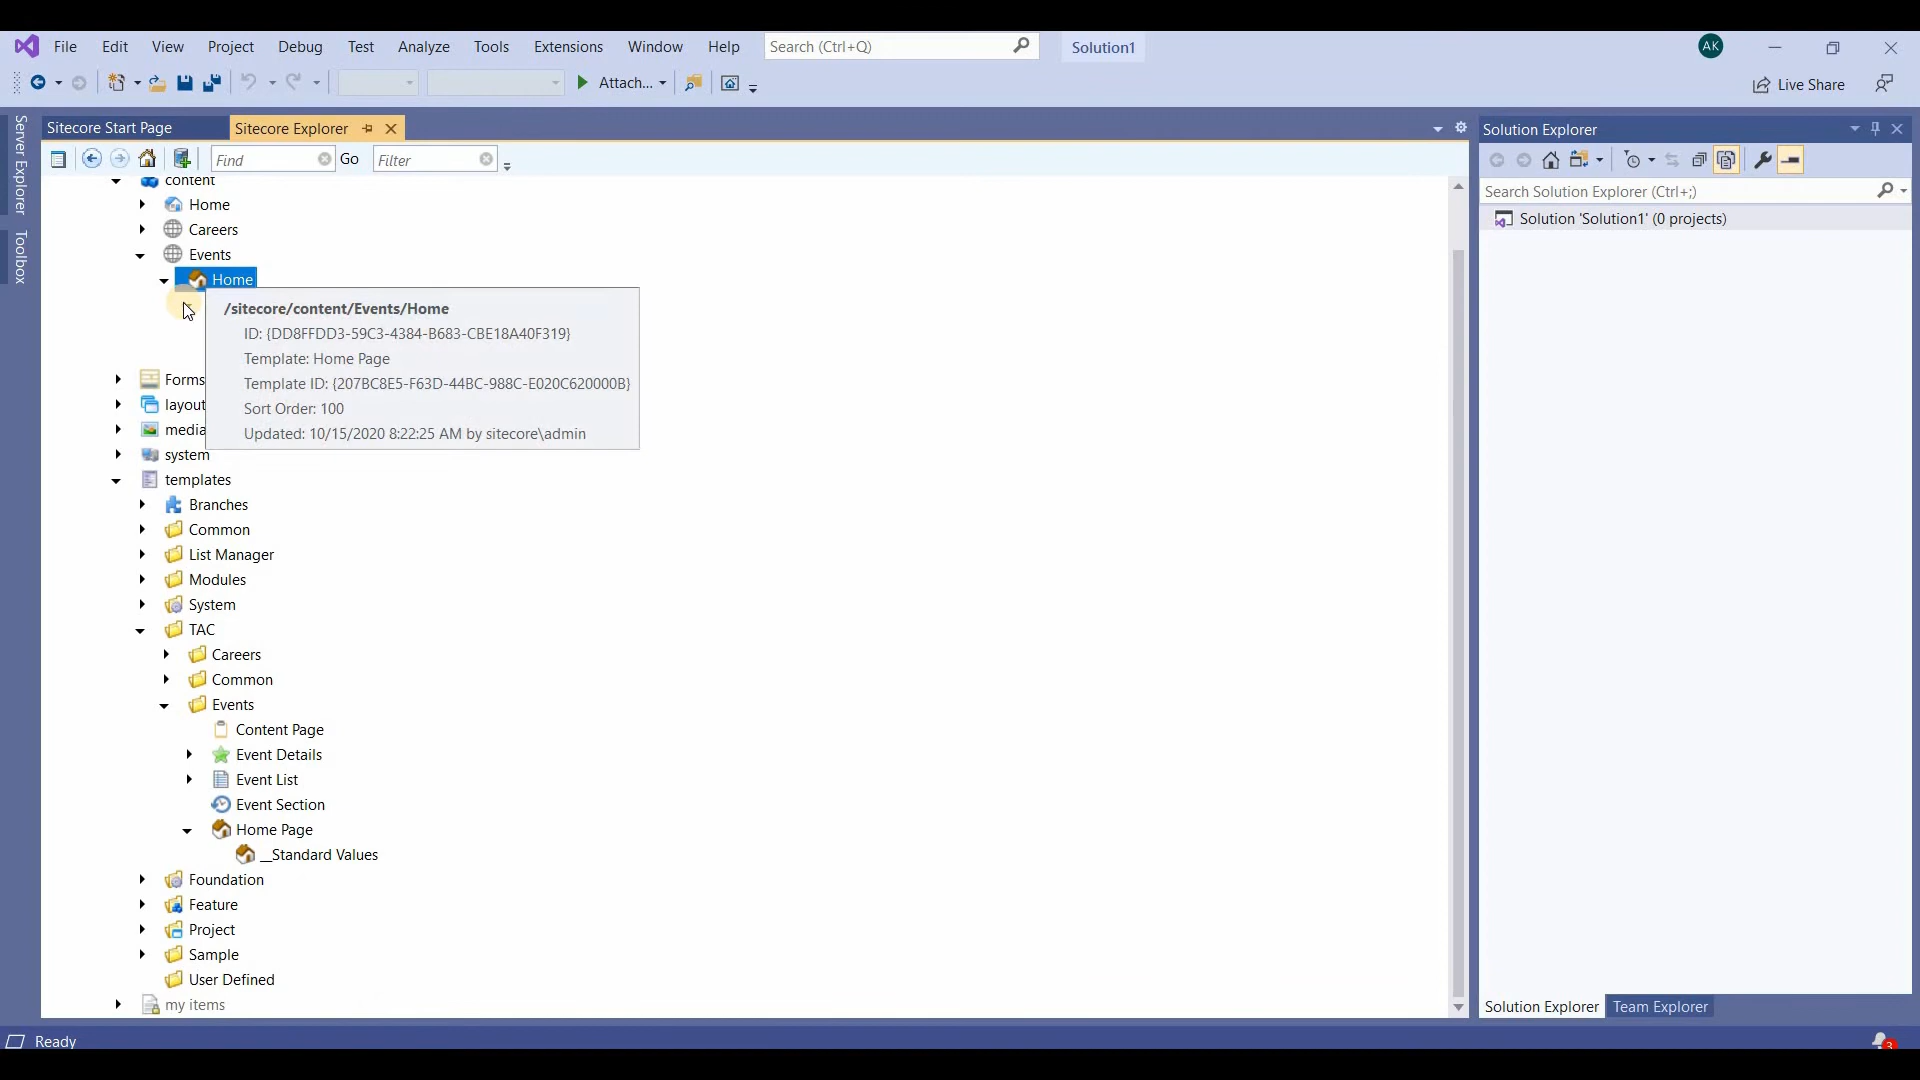 File Edit View Project Debug Test Analyze Tools Extensions Window Help Search (Ctrl+Q) Solution1 AK
Attach... Live Share
Server Explorer
Toolbox
Sitecore Start Page Sitecore Explorer
Find Go Filter
content
Home
Careers
Events
Home
/sitecore/content/Events/Home
ID: {DD8FFDD3-59C3-4384-B683-CBE18A40F319}
Template: Home Page
Template ID: {207BC8E5-F63D-44BC-988C-E020C620000B}
Sort Order: 100
Updated: 10/15/2020 8:22:25 AM by sitecore\admin
Forms
layout
media
system
templates
Branches
Common
List Manager
Modules
System
TAC
Careers
Common
Events
Content Page
Event Details
Event List
Event Section
Home Page
__Standard Values
Foundation
Feature
Project
Sample
User Defined
my items
Solution Explorer
Search Solution Explorer (Ctrl+;)
Solution 'Solution1' (0 projects)
Solution Explorer Team Explorer
Ready 3